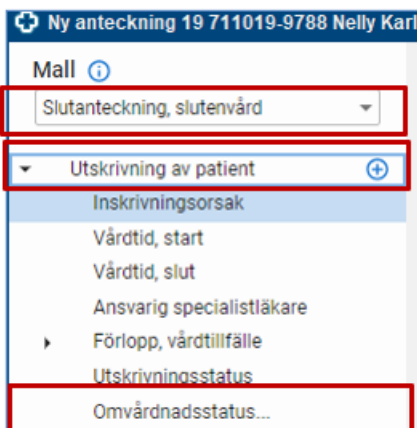 Ny anteckning 19 711019-9788 Nelly Karl
Mall
Slutanteckning, slutenvård
Utskrivning av patient
Inskrivningsorsak
Vårdtid, start
Vårdtid, slut
Ansvarig specialistläkare
Förlopp, vårdtillfälle
Utskrivningsstatus
Omvårdnadsstatus...